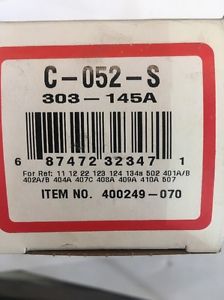 C-052-S
303-145A
6 87472 32347 1
For Ref: 11 12 22 123 124 134a 502 401A/B
402A/B 404A 407C 408A 409A 410A 507
ITEM NO. 400249-070